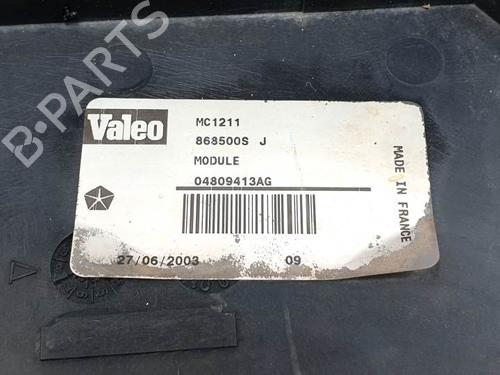 Valeo
MC1211
868500S J
MODULE
04809413AG
MADE IN FRANCE
27/06/2003 09
B-PARTS